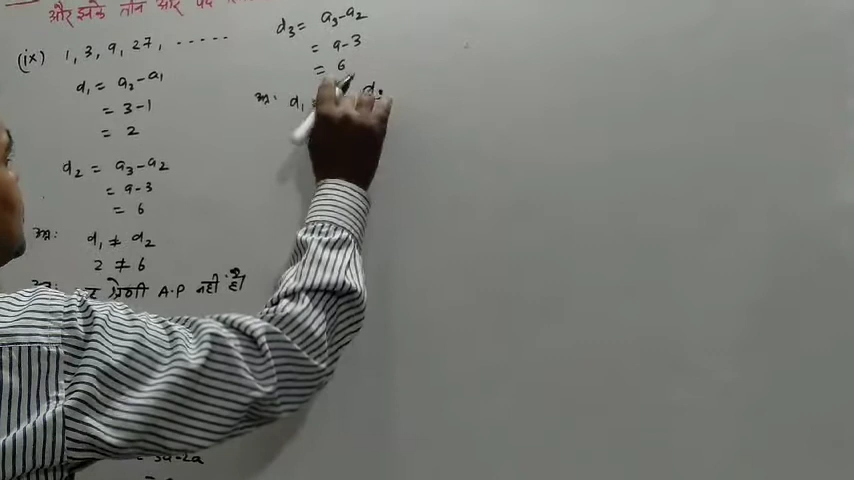 और इसके तीन और पद
(ix) 1, 3, 9, 27, ......
d₁ = a₂-a₁
= 3-1
= 2
d₂ = a₃-a₂
= 9-3
= 6
अतः d₁ ≠ d₂
2 ≠ 6
श्रेणी A.P नहीं है
= 3a-2a
d₃ = a₃-a₂
= 9-3
= 6
अतः d₁